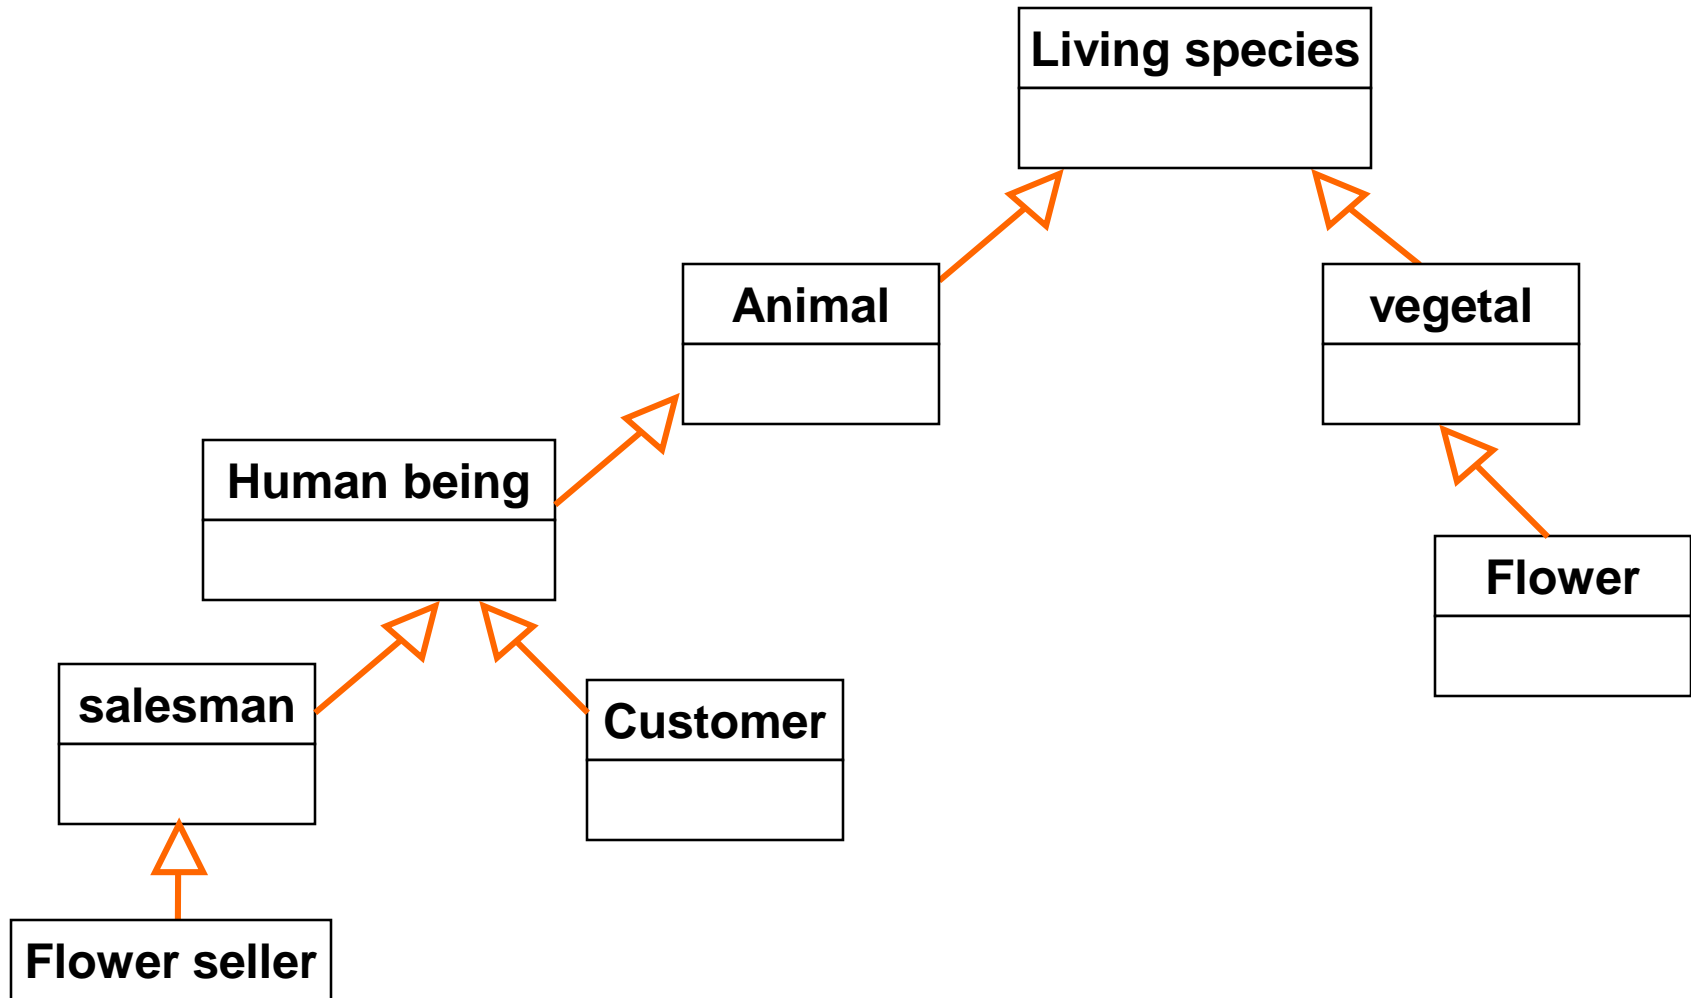 Living species
Animal
vegetal
Human being
Flower
salesman
Customer
Flower seller